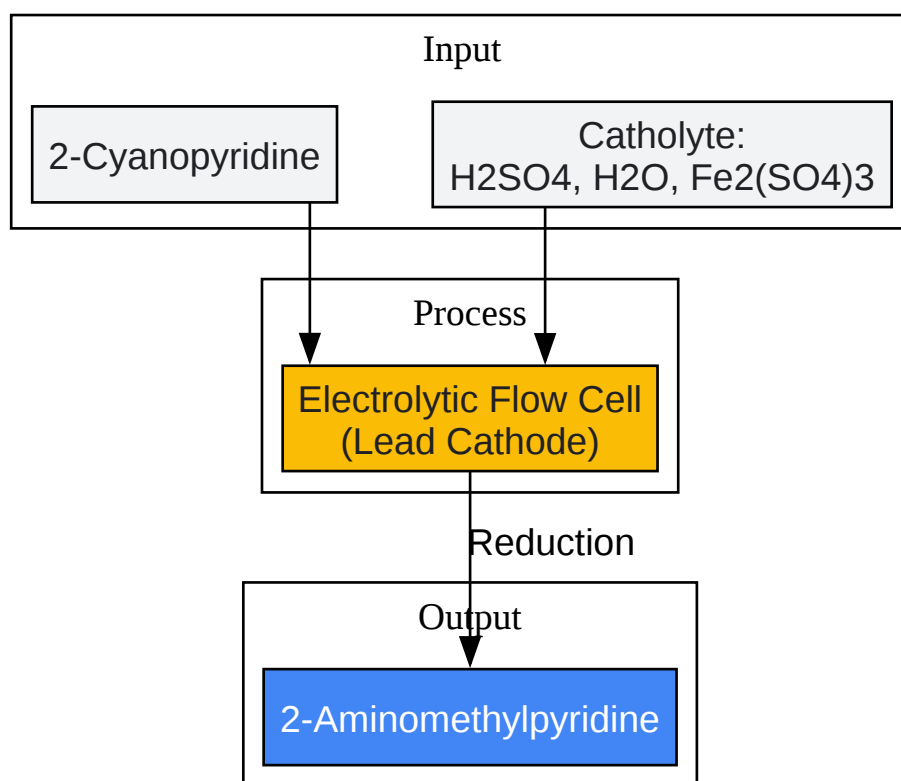 Input
2-Cyanopyridine
Catholyte:
H2SO4, H2O, Fe2(SO4)3
Process
Electrolytic Flow Cell
(Lead Cathode)
Reduction
Output
2-Aminomethylpyridine